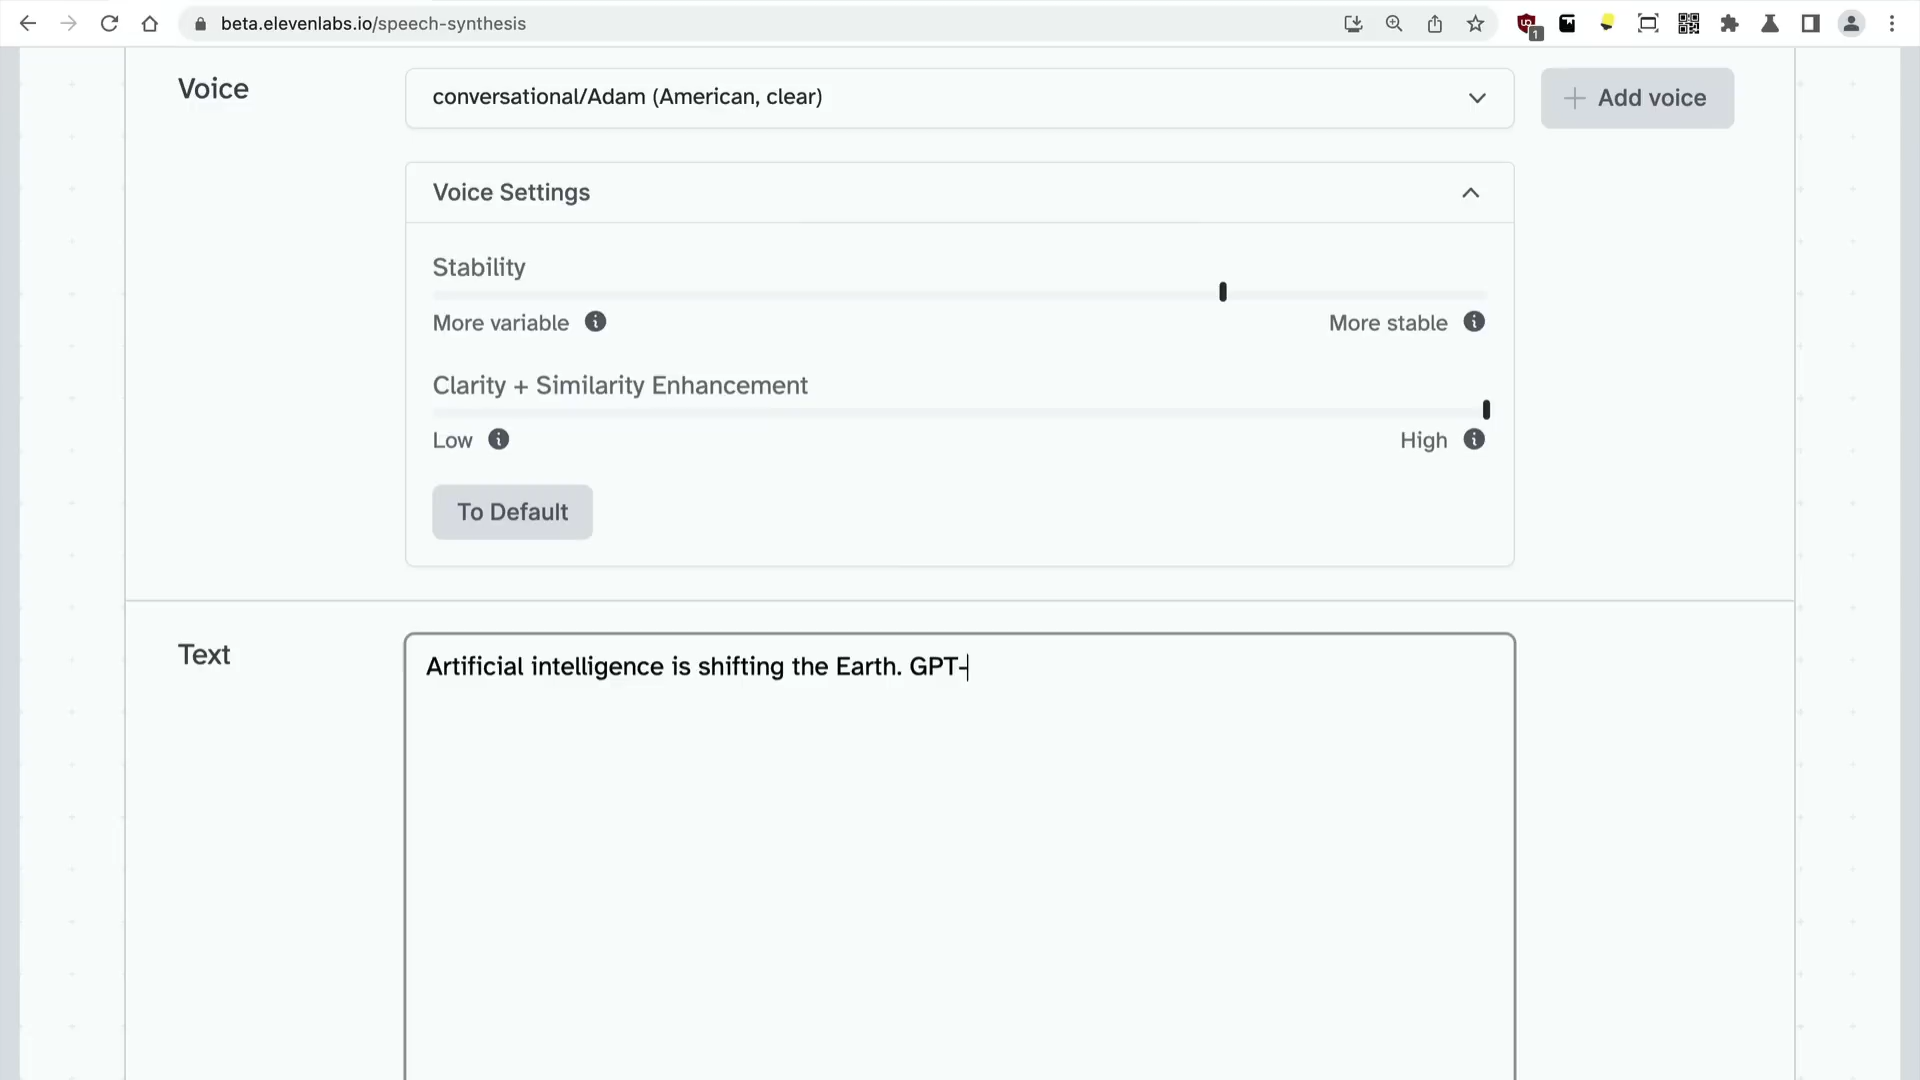 beta.elevenlabs.io/speech-synthesis
1
Voice
conversational/Adam (American, clear)
Add voice
Voice Settings
Stability
More variable
More stable
Clarity + Similarity Enhancement
Low
High
To Default
Text
Artificial intelligence is shifting the Earth. GPT-